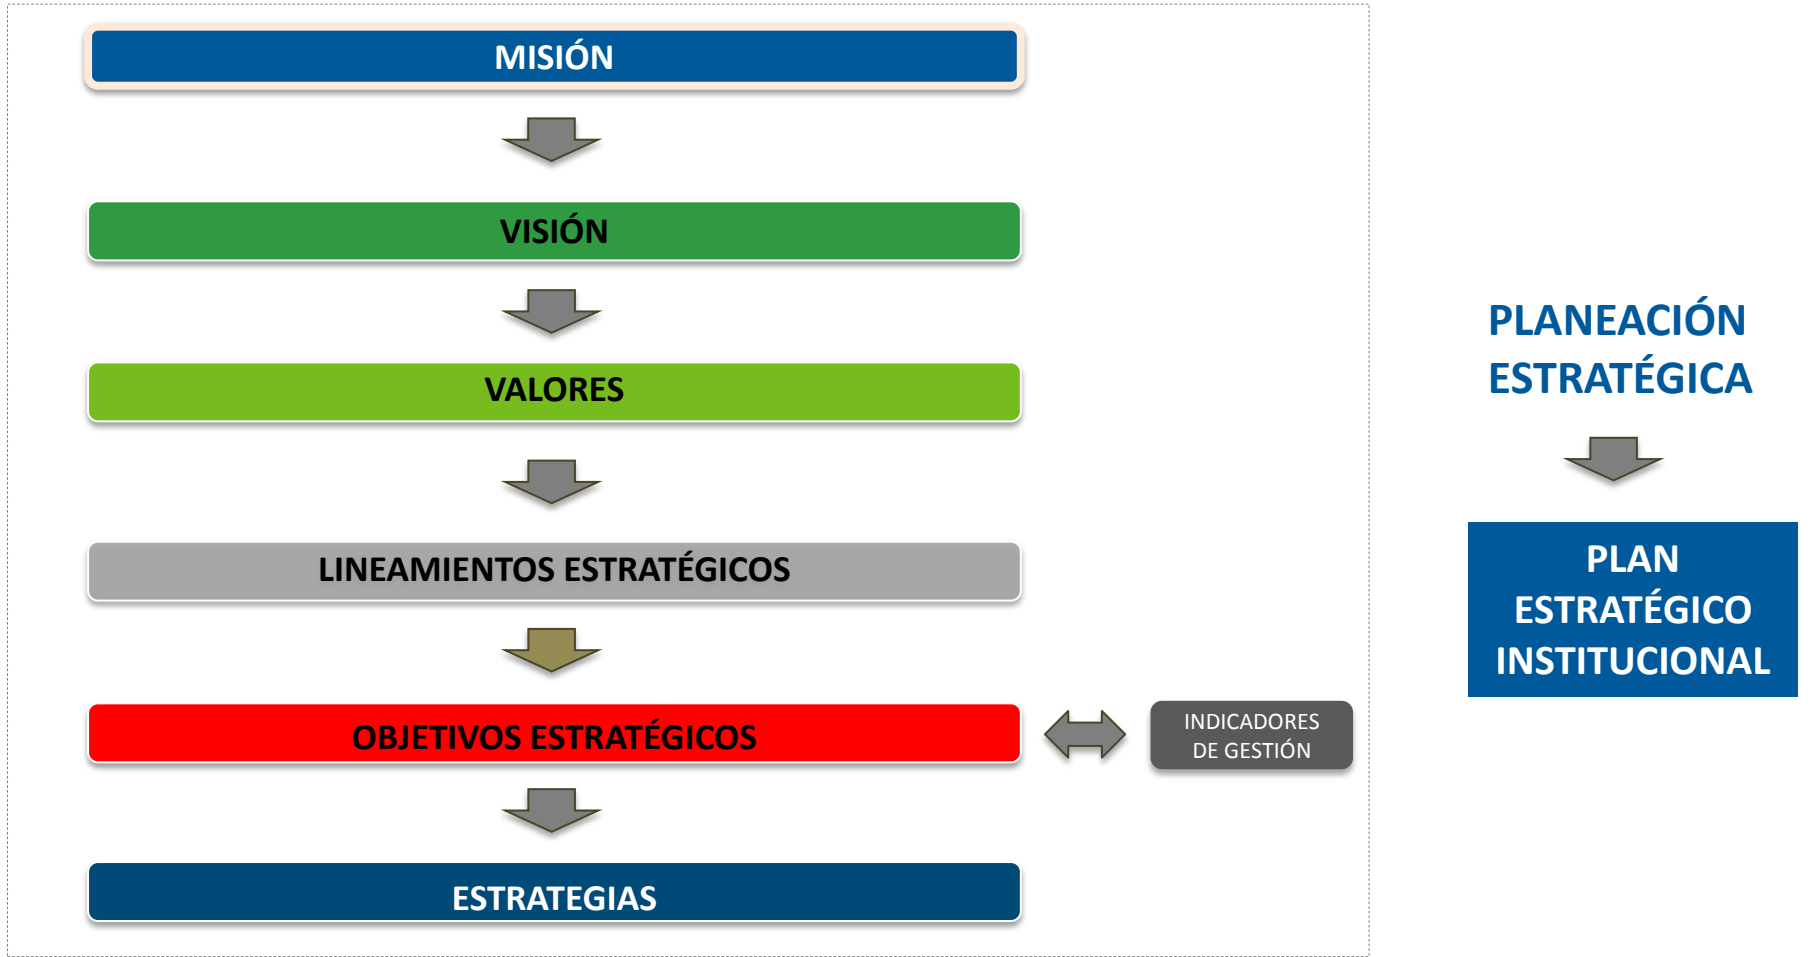 MISIÓN
VISIÓN
VALORES
LINEAMIENTOS ESTRATÉGICOS
OBJETIVOS ESTRATÉGICOS
INDICADORES
DE GESTIÓN
ESTRATEGIAS
PLANEACIÓN
ESTRATÉGICA
PLAN
ESTRATÉGICO
INSTITUCIONAL